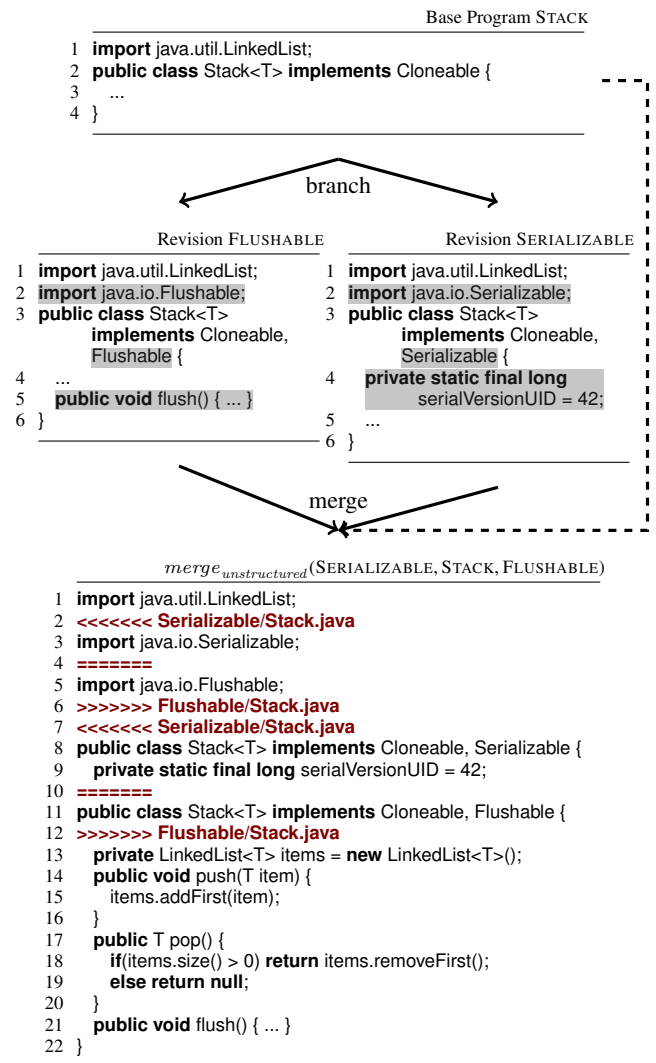 Base Program STACK
1 import java.util.LinkedList;
2 public class Stack<T> implements Cloneable {
3 ...
4 }
branch
Revision FLUSHABLE
1 import java.util.LinkedList;
2 import java.io.Flushable;
3 public class Stack<T>
implements Cloneable,
Flushable {
4 ...
5 public void flush() { ... }
6 }
Revision SERIALIZABLE
1 import java.util.LinkedList;
2 import java.io.Serializable;
3 public class Stack<T>
implements Cloneable,
Serializable {
4 private static final long
serialVersionUID = 42;
5 ...
6 }
merge
merge_unstructured(SERIALIZABLE, STACK, FLUSHABLE)
1 import java.util.LinkedList;
2 <<<<<<< Serializable/Stack.java
3 import java.io.Serializable;
4 =======
5 import java.io.Flushable;
6 >>>>>>> Flushable/Stack.java
7 <<<<<<< Serializable/Stack.java
8 public class Stack<T> implements Cloneable, Serializable {
9 private static final long serialVersionUID = 42;
10 =======
11 public class Stack<T> implements Cloneable, Flushable {
12 >>>>>>> Flushable/Stack.java
13 private LinkedList<T> items = new LinkedList<T>();
14 public void push(T item) {
15 items.addFirst(item);
16 }
17 public T pop() {
18 if(items.size() > 0) return items.removeFirst();
19 else return null;
20 }
21 public void flush() { ... }
22 }